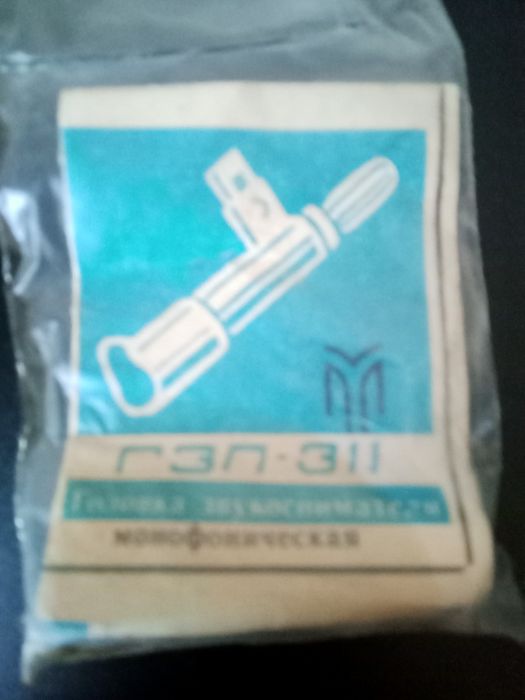 ГЗП-311
Головка звукоснимателя
монофоническая